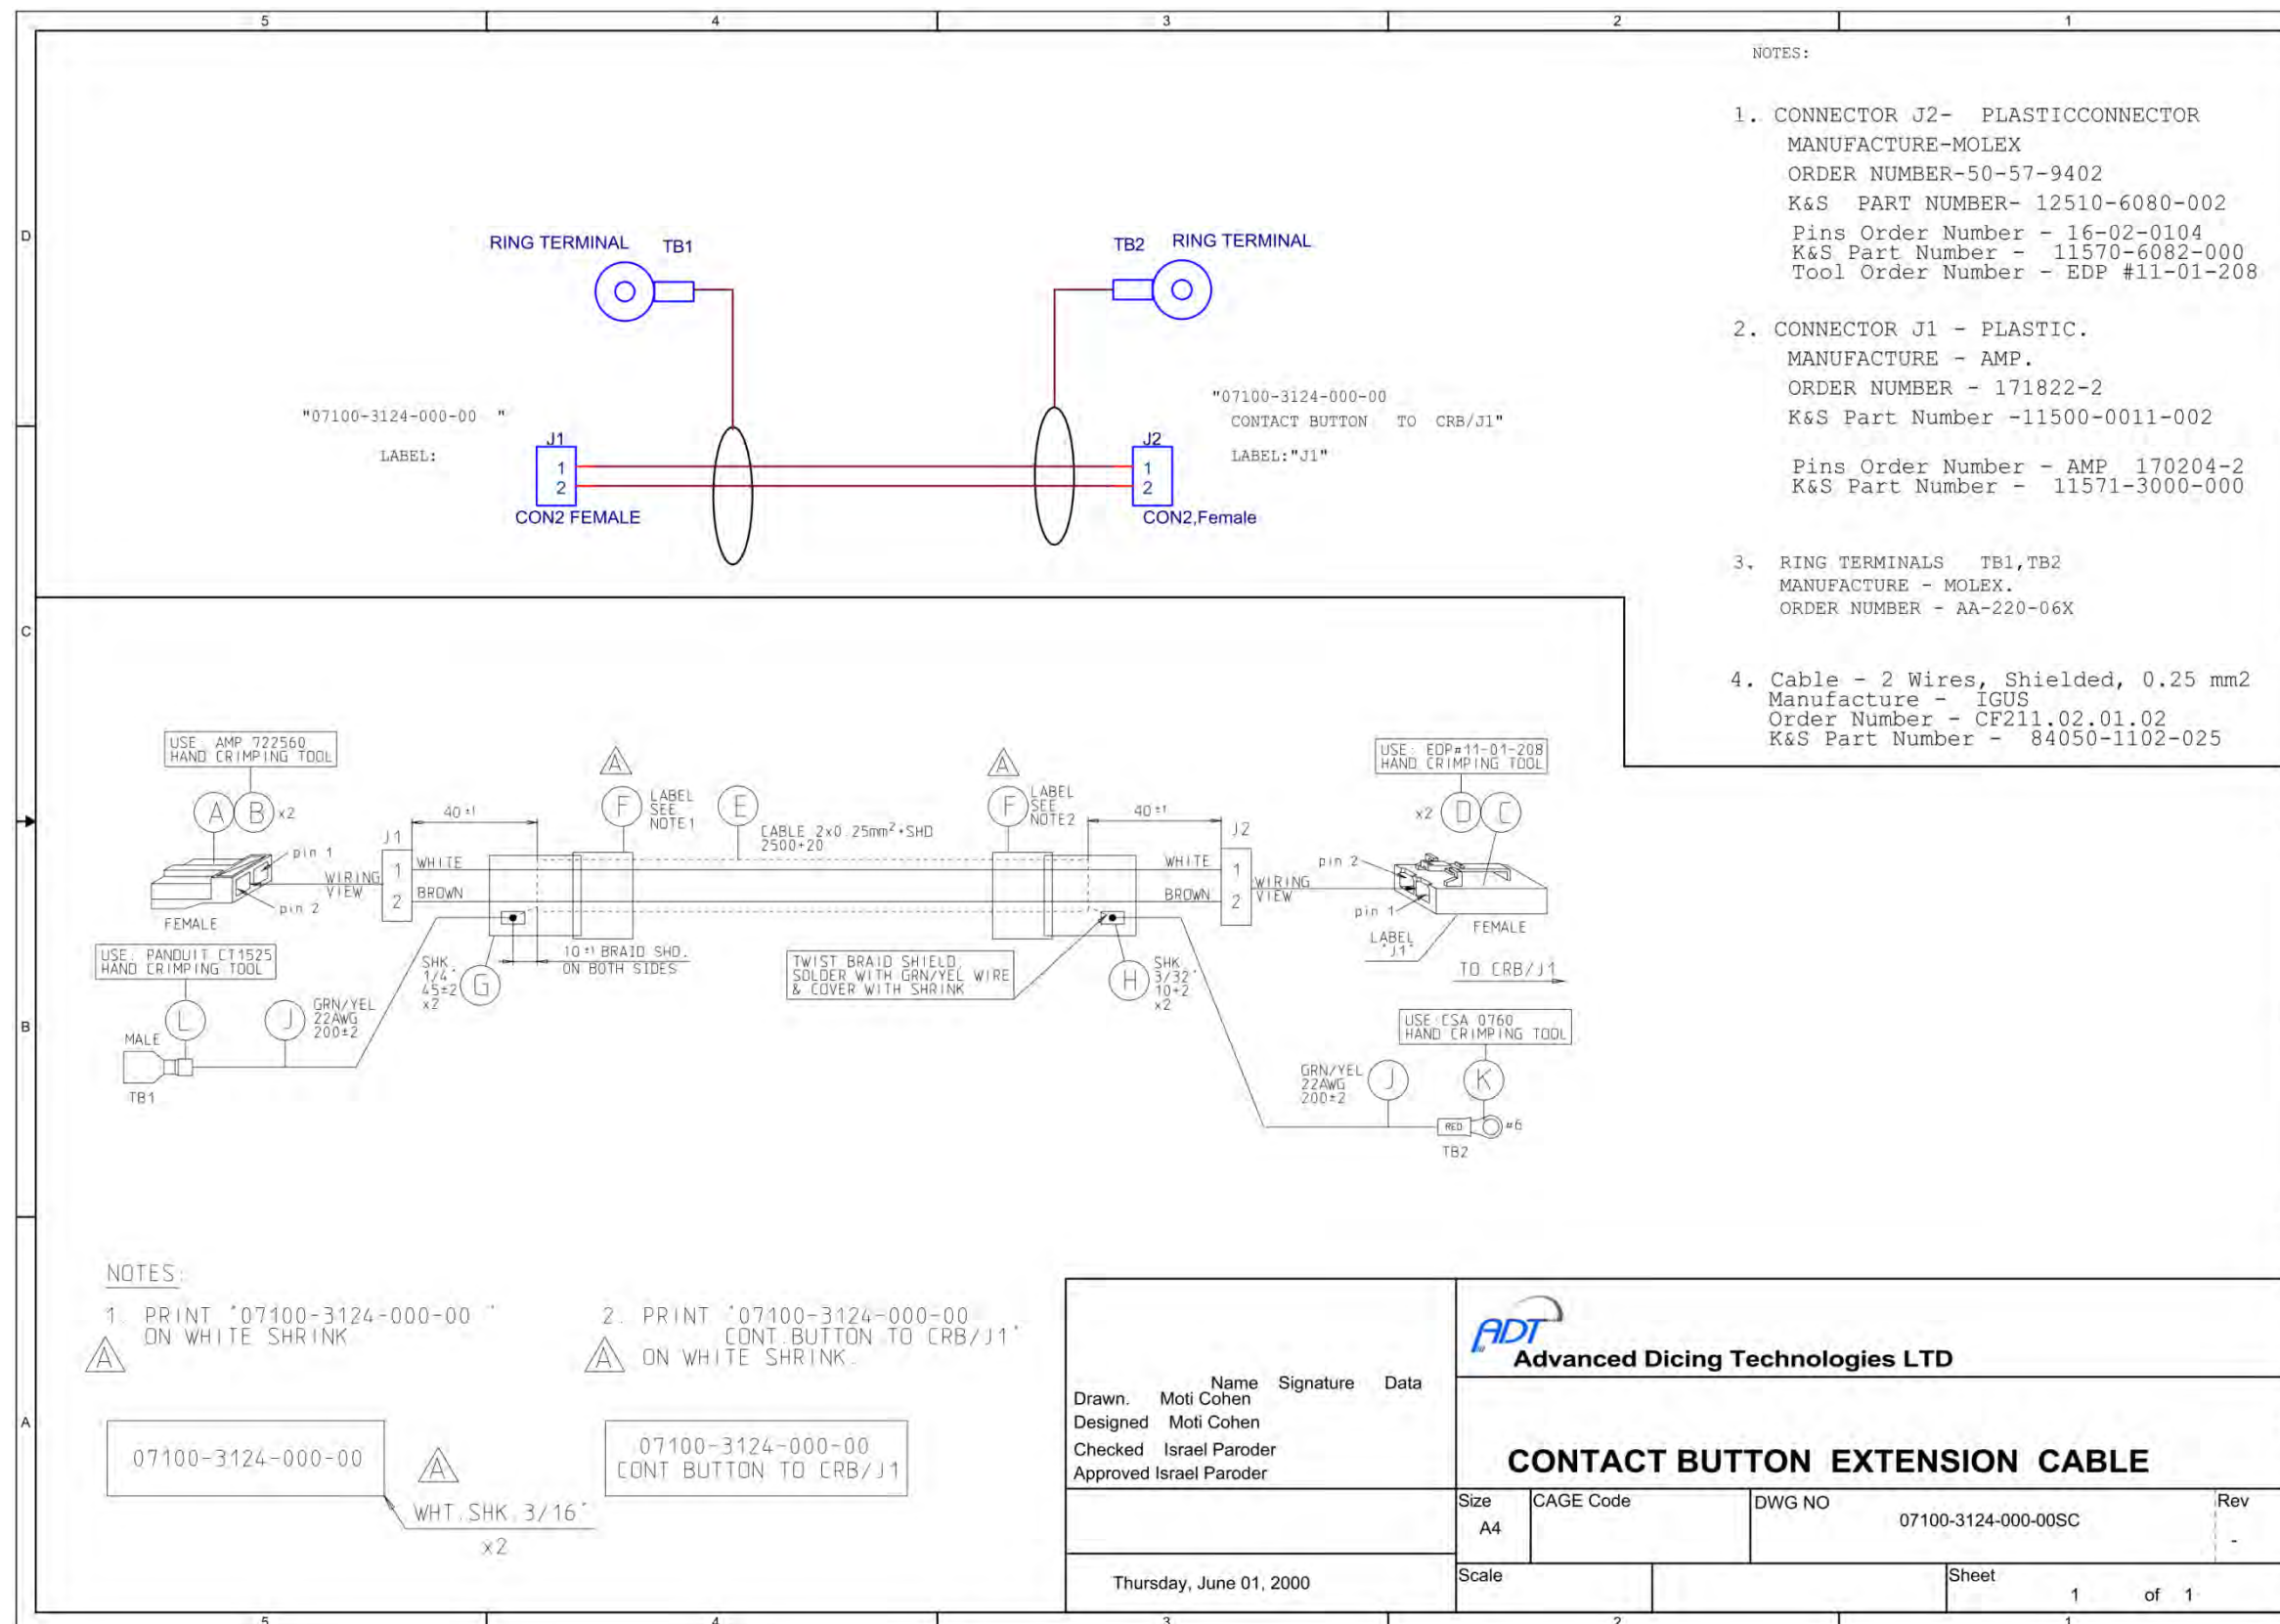 5 4 3 2 1
D
C
B
A
NOTES:
1. CONNECTOR J2- PLASTICCONNECTOR
MANUFACTURE-MOLEX
ORDER NUMBER-50-57-9402
K&S PART NUMBER- 12510-6080-002
Pins Order Number - 16-02-0104
K&S Part Number - 11570-6082-000
Tool Order Number - EDP #11-01-208
2. CONNECTOR J1 - PLASTIC.
MANUFACTURE - AMP.
ORDER NUMBER - 171822-2
K&S Part Number -11500-0011-002
Pins Order Number - AMP 170204-2
K&S Part Number - 11571-3000-000
3. RING TERMINALS TB1,TB2
MANUFACTURE - MOLEX.
ORDER NUMBER - AA-220-06X
4. Cable - 2 Wires, Shielded, 0.25 mm2
Manufacture - IGUS
Order Number - CF211.02.01.02
K&S Part Number - 84050-1102-025
RING TERMINAL TB1
TB2 RING TERMINAL
"07100-3124-000-00 "
LABEL:
J1
1
2
CON2 FEMALE
"07100-3124-000-00
CONTACT BUTTON TO CRB/J1"
LABEL:"J1"
J2
1
2
CON2,Female
USE: AMP 722560
HAND CRIMPING TOOL
A B x2
pin 1
pin 2
FEMALE
WIRING
VIEW
J1
1
2
40 ±1
WHITE
BROWN
A
F
LABEL
SEE
NOTE1
E
CABLE 2x0.25mm²+SHD
2500+20
A
F
LABEL
SEE
NOTE2
40 ±1
J2
WHITE
BROWN
1
2
WIRING
VIEW
USE: EDP#11-01-208
HAND CRIMPING TOOL
x2 D C
pin 2
pin 1
LABEL
"J1"
FEMALE
TO CRB/J1
USE: PANDUIT CT1525
HAND CRIMPING TOOL
L
MALE
TB1
J
GRN/YEL
22AWG
200±2
SHK.
1/4"
45±2
x2
G
10 ±1 BRAID SHD.
ON BOTH SIDES
TWIST BRAID SHIELD,
SOLDER WITH GRN/YEL WIRE
& COVER WITH SHRINK
H
SHK.
3/32"
10+2
x2
USE:CSA 0760
HAND CRIMPING TOOL
GRN/YEL
22AWG
200±2
J
K
RED
#6
TB2
NOTES:
1. PRINT "07100-3124-000-00 "
ON WHITE SHRINK
A
2. PRINT "07100-3124-000-00
CONT.BUTTON TO CRB/J1"
ON WHITE SHRINK.
A
07100-3124-000-00
A
WHT.SHK.3/16"
x2
07100-3124-000-00
CONT BUTTON TO CRB/J1
Name Signature Data
Drawn. Moti Cohen
Designed Moti Cohen
Checked Israel Paroder
Approved Israel Paroder
Thursday, June 01, 2000
ADT
Advanced Dicing Technologies LTD
CONTACT BUTTON EXTENSION CABLE
Size
A4
CAGE Code
DWG NO
07100-3124-000-00SC
Rev
-
Scale
Sheet
1 of 1
5 4 3 2 1